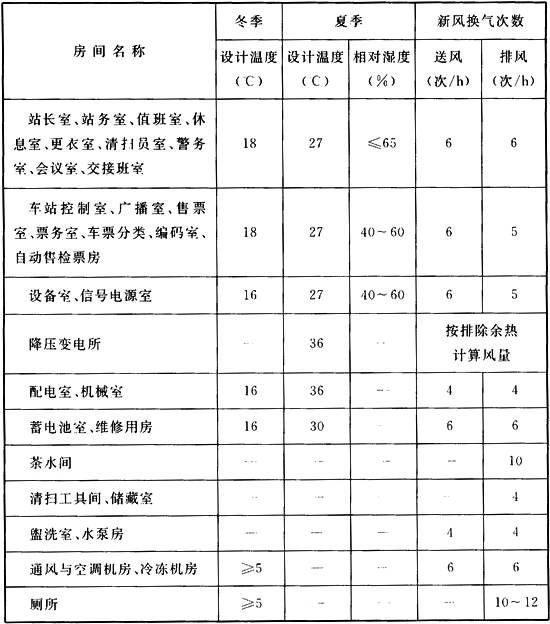 房间名称 冬季 夏季 新风换气次数
设计温度 设计温度 相对湿度 送风 排风
(℃) (℃) (%) (次/h) (次/h)
站长室、站务室、值班室、休
息室、更衣室、清扫员室、警务 18 27 ≤65 6 6
室、会议室、交接班室
车站控制室、广播室、售票
室、票务室、车票分类、编码室、 18 27 40~60 6 5
自动售检票房
设备室、信号电源室 16 27 40~60 6 5
降压变电所 — 36 — 按排除余热
计算风量
配电室、机械室 16 36 — 4 4
蓄电池室、维修用房 16 30 — 6 6
茶水间 — — — — 10
清扫工具间、储藏室 — — — — 4
盥洗室、水泵房 — — — 4 4
通风与空调机房、冷冻机房 ≥5 — — 6 6
厕所 ≥5 — — — 10~12